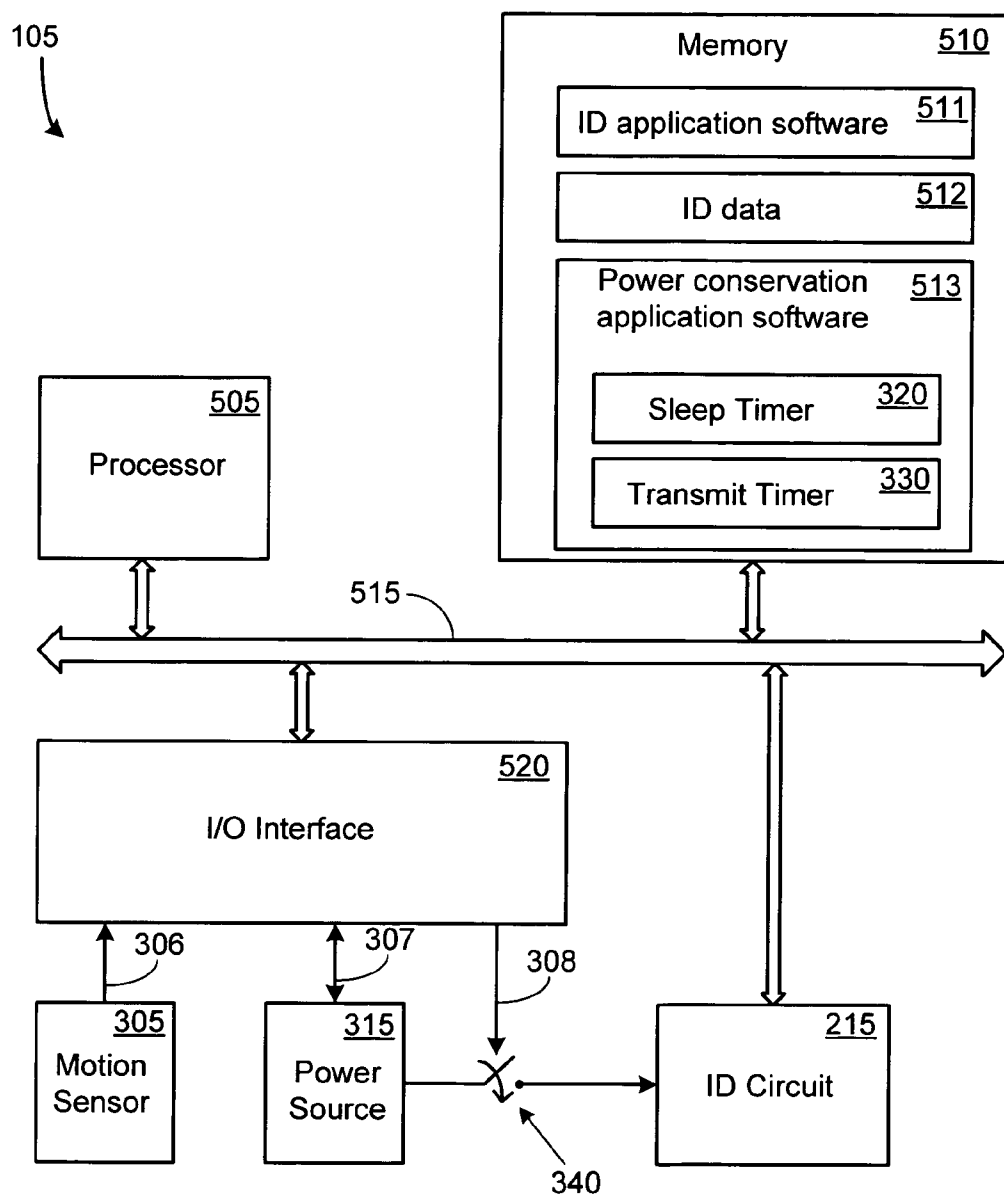 105
Memory 510
ID application software 511
ID data 512
Power conservation 513
application software
Sleep Timer 320
Transmit Timer 330
505
Processor
515
520
I/O Interface
306
307
308
305
Motion
Sensor
315
Power
Source
340
215
ID Circuit